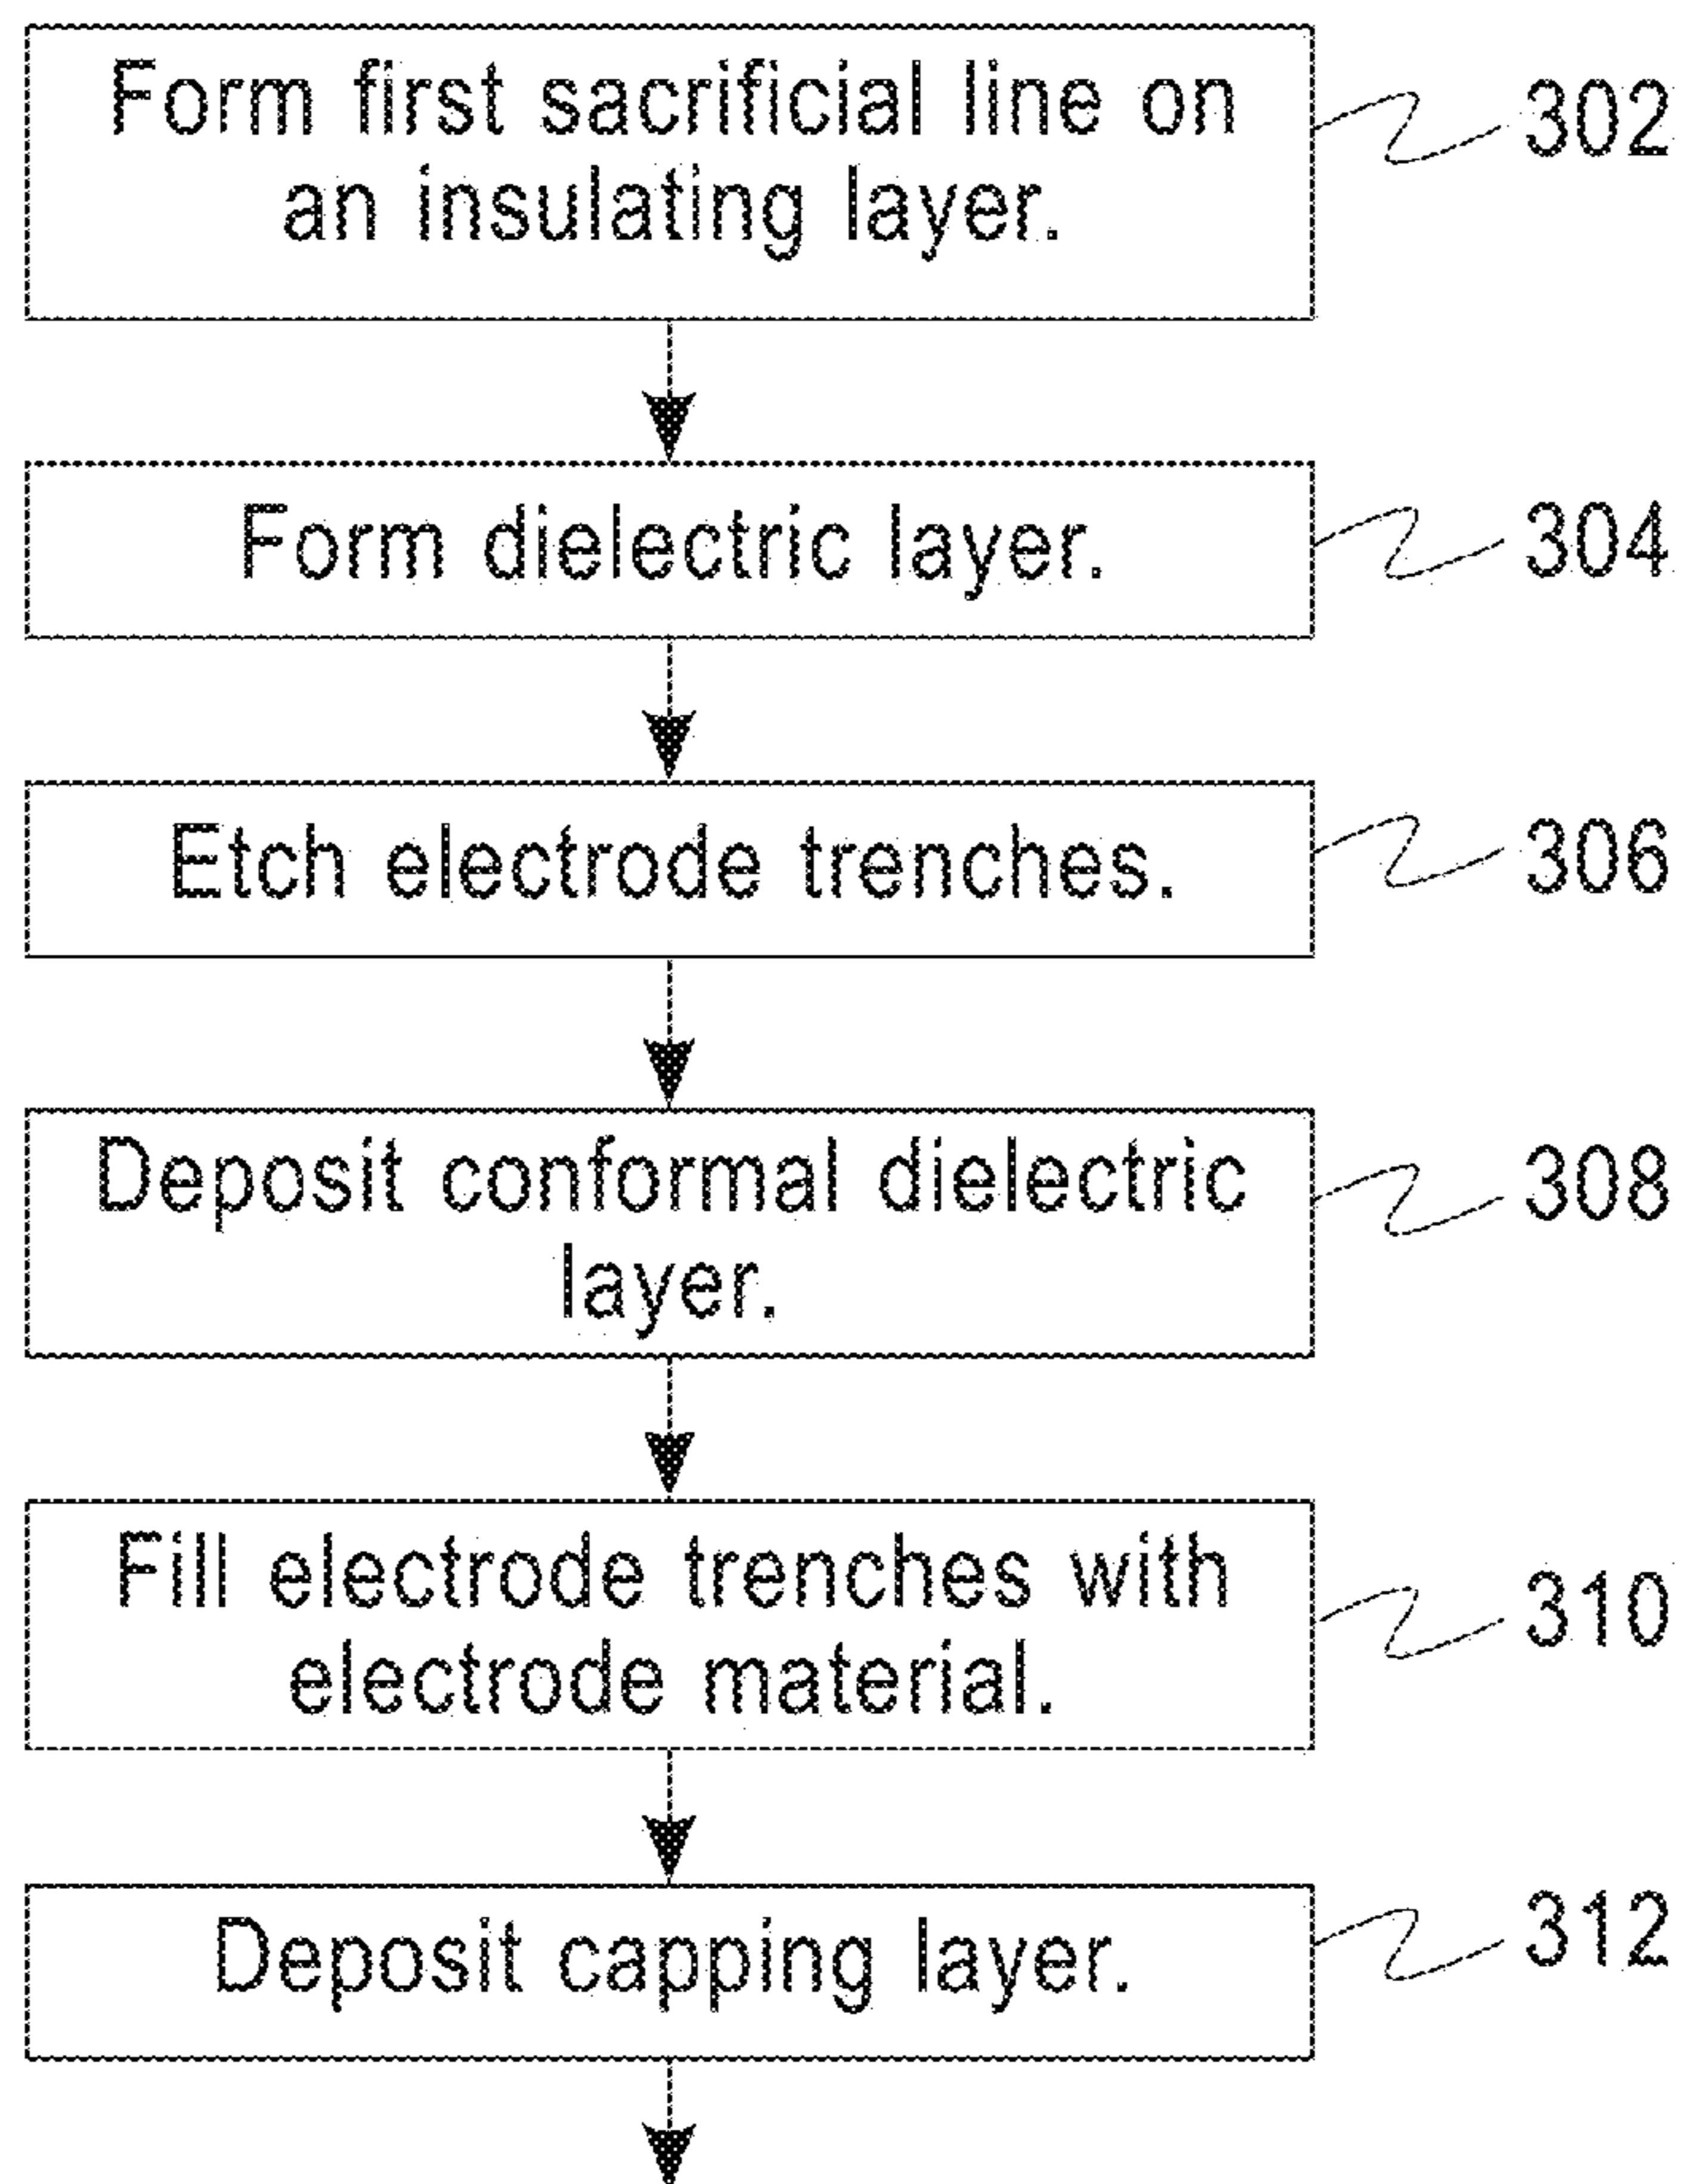 Form first sacrificial line on
an insulating layer.
302
Form dielectric layer.
304
Etch electrode trenches.
306
Deposit conformal dielectric
layer.
308
Fill electrode trenches with
electrode material.
310
Deposit capping layer.
312